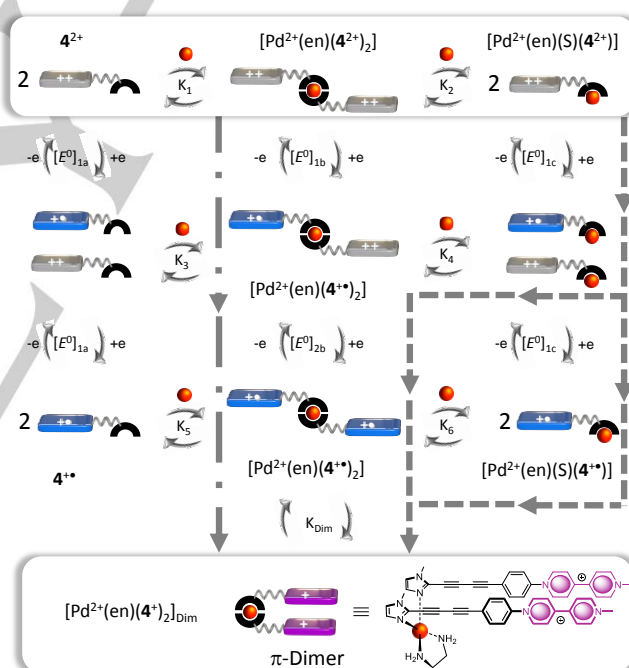 4²⁺ [Pd²⁺(en)(4²⁺)₂] [Pd²⁺(en)(S)(4²⁺)]
2 ++ K₁ ++ ++ K₂ 2 ++
-e [E⁰]₁ₐ +e -e [E⁰]₁b +e -e [E⁰]₁c +e
+• K₃ +• K₄ +•
++ ++ ++
[Pd²⁺(en)(4⁺•)₂]
-e [E⁰]₁ₐ +e -e [E⁰]₂b +e -e [E⁰]₁c +e
2 +• K₅ +• +• K₆ 2 +•
4⁺• [Pd²⁺(en)(4⁺•)₂] [Pd²⁺(en)(S)(4⁺•)]
K_Dim
[Pd²⁺(en)(4⁺)₂]_Dim + + ≡ N N N N ⊕ N
N N N N ⊕
NH₂
H₂N
π-Dimer